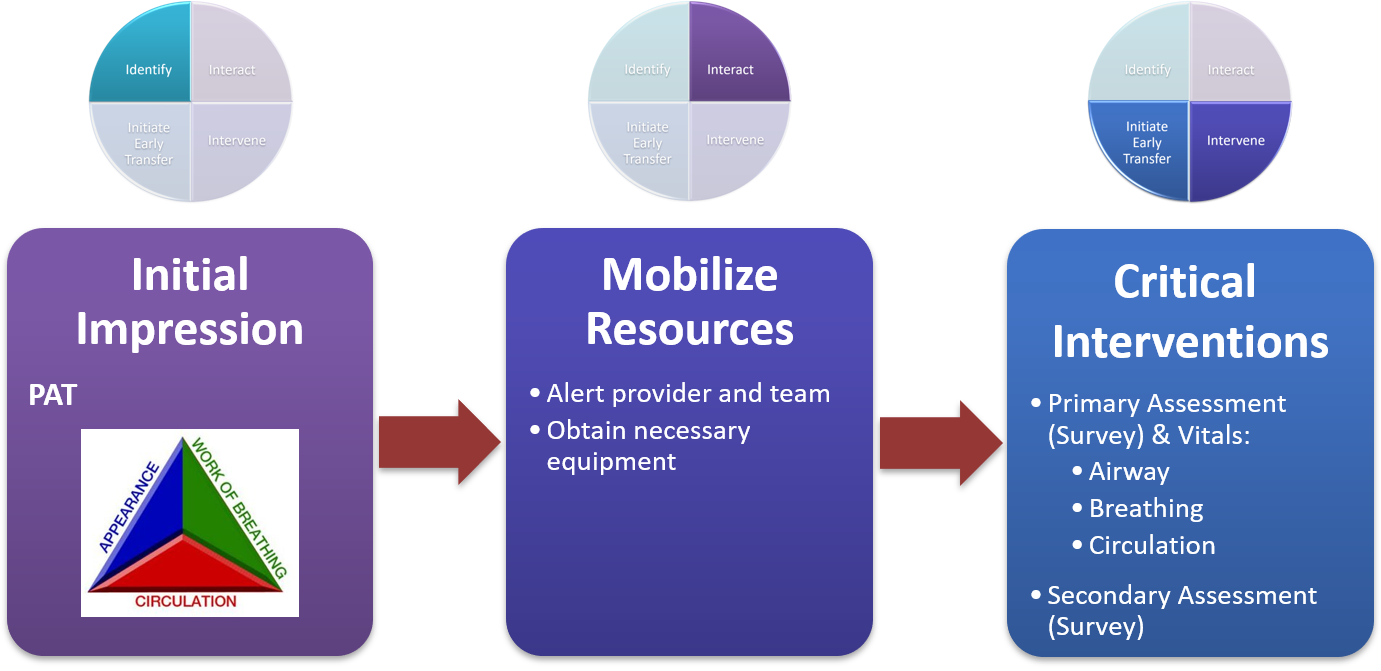 Identify
Interact
Initiate
Early
Transfer
Intervene
Identify
Interact
Initiate
Early
Transfer
Intervene
Identify
Interact
Initiate
Early
Transfer
Intervene
Initial
Impression
PAT
APPEARANCE
WORK OF BREATHING
CIRCULATION
Mobilize
Resources
• Alert provider and team
• Obtain necessary
equipment
Critical
Interventions
• Primary Assessment
(Survey) & Vitals:
• Airway
• Breathing
• Circulation
• Secondary Assessment
(Survey)